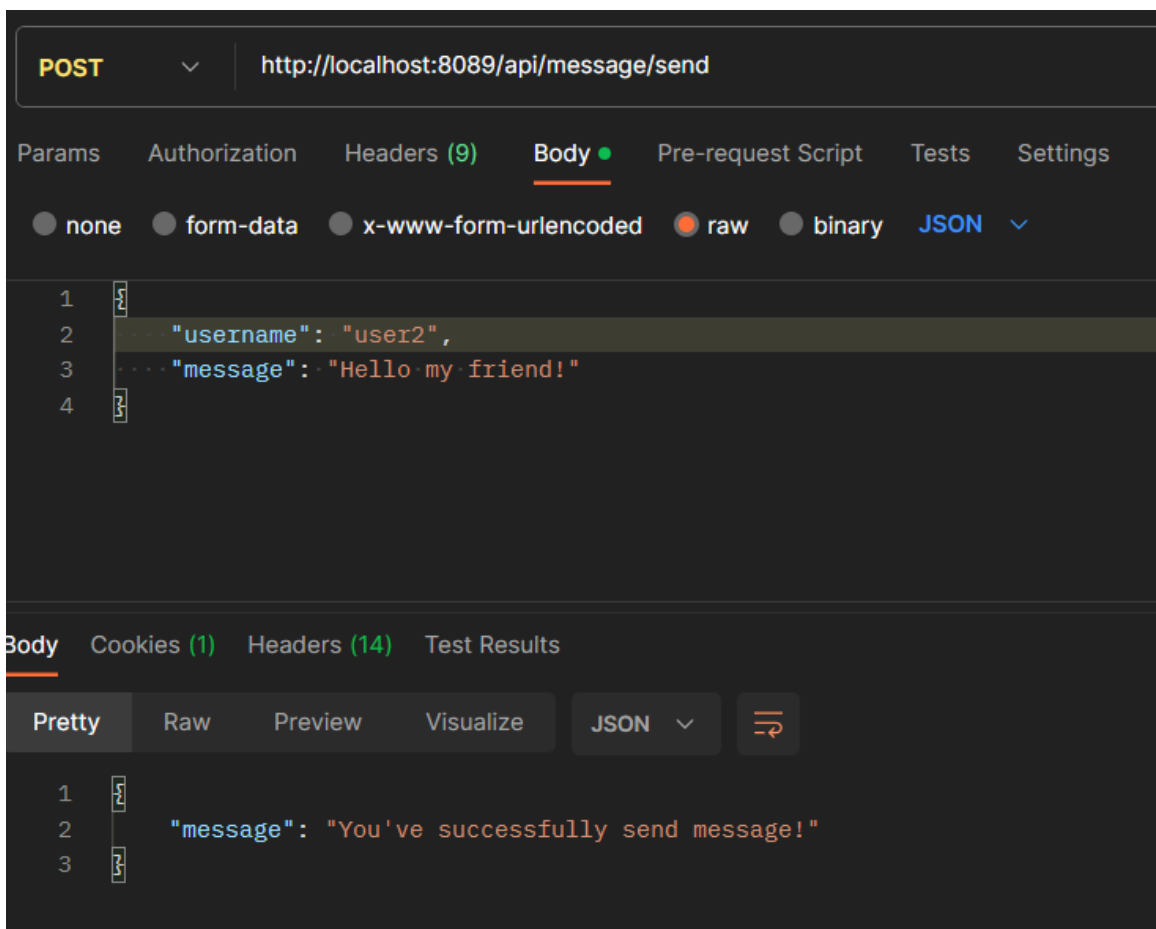 POST http://localhost:8089/api/message/send
Params Authorization Headers (9) Body Pre-request Script Tests Settings
none form-data x-www-form-urlencoded raw binary JSON
1 {
2 "username": "user2",
3 "message": "Hello my friend!"
4 }
Body Cookies (1) Headers (14) Test Results
Pretty Raw Preview Visualize JSON
1 {
2 "message": "You've successfully send message!"
3 }